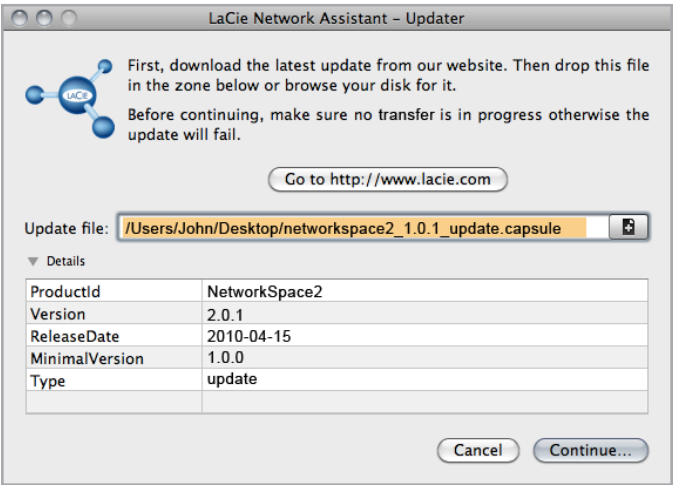 LaCie Network Assistant – Updater
First, download the latest update from our website. Then drop this file
in the zone below or browse your disk for it.
LACIE
Before continuing, make sure no transfer is in progress otherwise the
update will fail.
Go to http://www.lacie.com
Update file: /Users/John/Desktop/networkspace2_1.0.1_update.capsule
Details
ProductId NetworkSpace2
Version 2.0.1
ReleaseDate 2010-04-15
MinimalVersion 1.0.0
Type update
Cancel Continue...